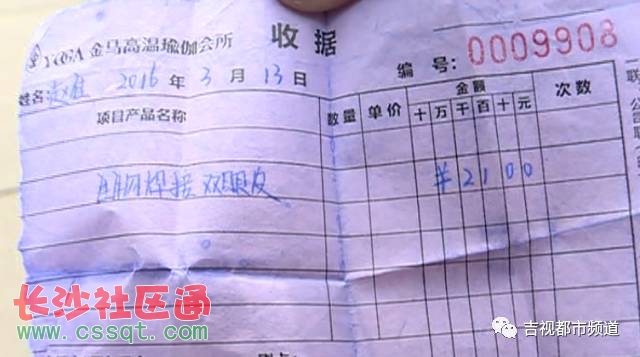 YOGA 金马高温瑜伽会所 收据
编号: 0009908
姓名 2016 年 3 月 13 日
项目产品名称 数量 单价 金额 次数
十 万 千 百 十 元
焊接双眼皮 ¥2100
长沙社区通
www.cssqt.com
吉视都市频道